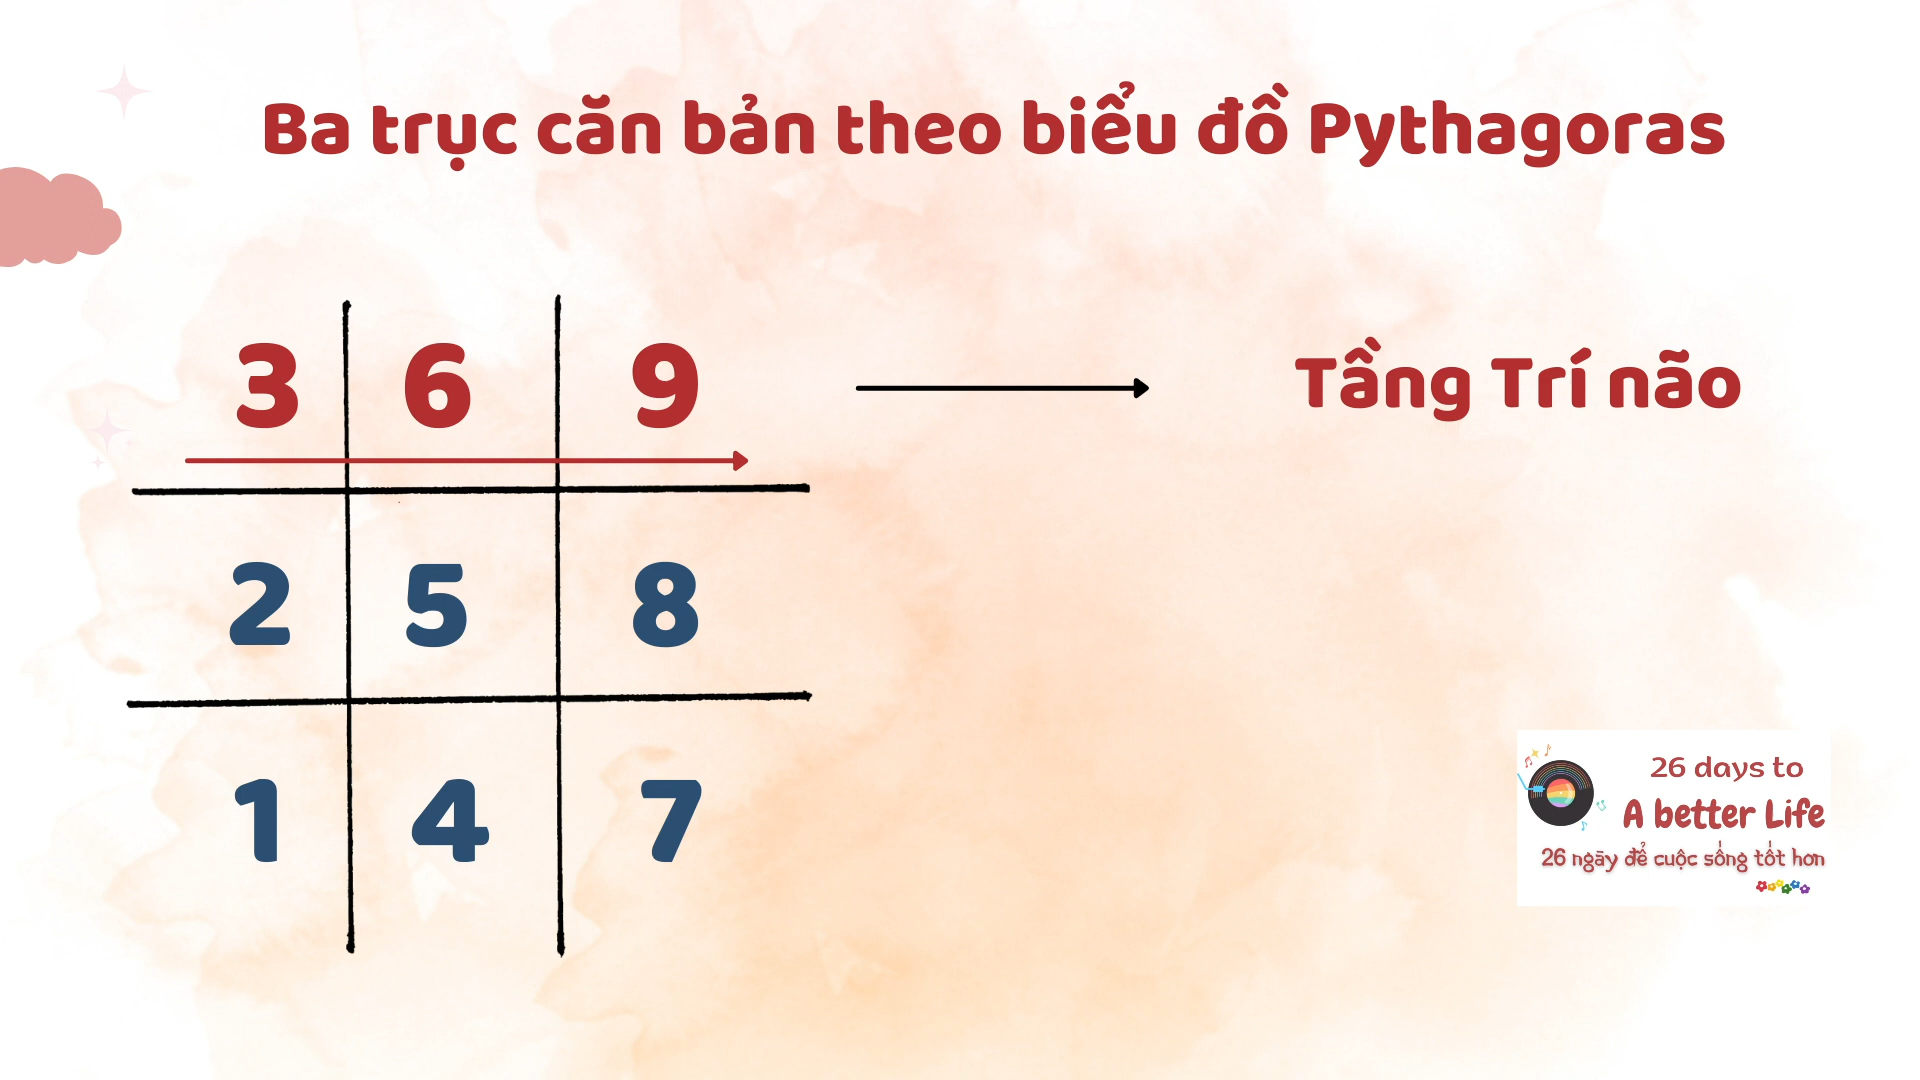 Ba trục căn bản theo biểu đồ Pythagoras
3 6 9
Tầng Trí não
2 5 8
1 4 7
26 days to
A better Life
26 ngày để cuộc sống tốt hơn